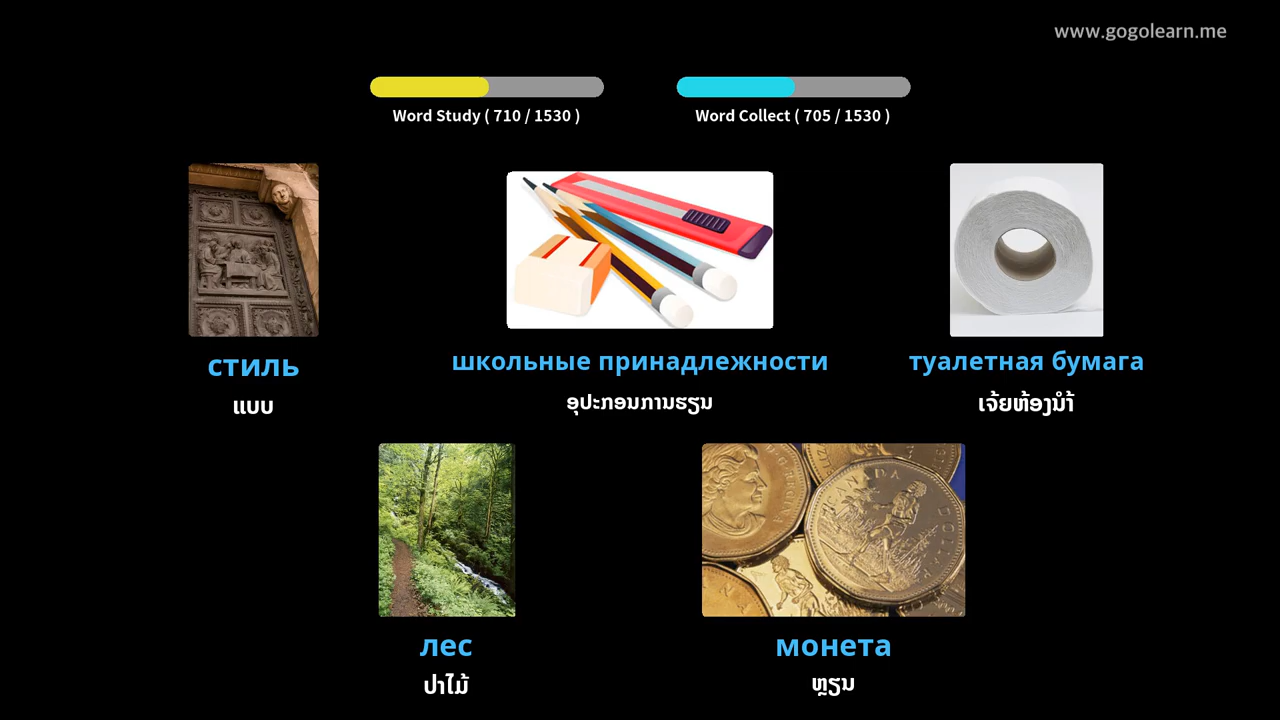 www.gogolearn.me
Word Study ( 710 / 1530 )
Word Collect ( 705 / 1530 )
стиль
ແບບ
школьные принадлежности
ອຸປະກອນການຮຽນ
туалетная бумага
ເຈ້ຍຫ້ອງນ້ຳ
лес
ປາໄມ້
монета
ຫຼຽນ